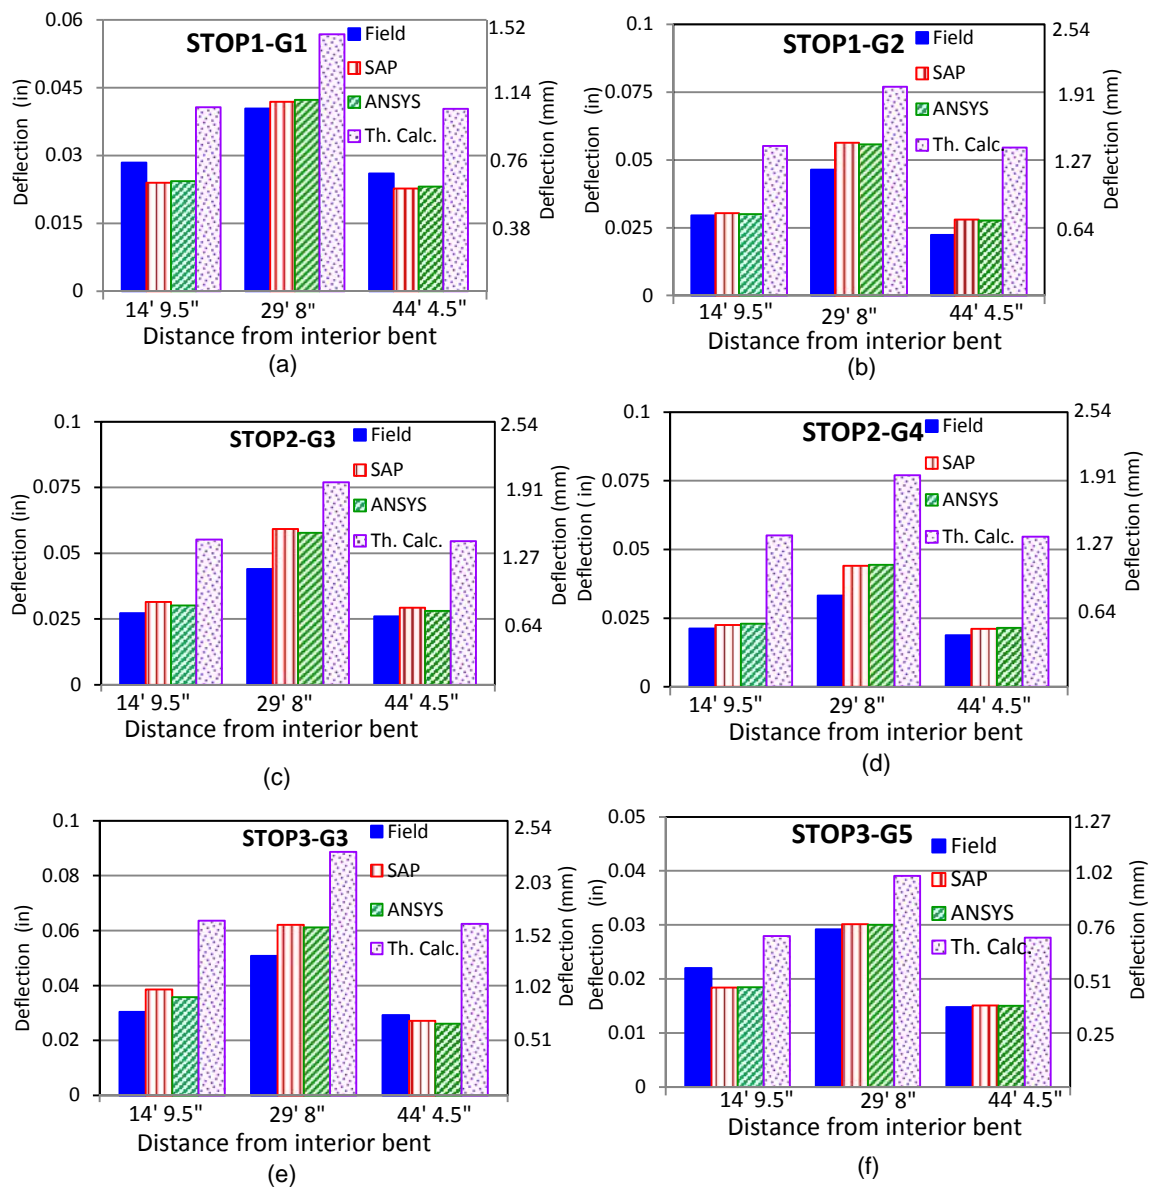 STOP1-G1
Field
SAP
ANSYS
Th. Calc.
Deflection (in)
0.06
0.045
0.03
0.015
0
1.52
1.14
0.76
0.38
Deflection (mm)
14' 9.5" 29' 8" 44' 4.5"
Distance from interior bent
(a)
STOP1-G2
Field
SAP
ANSYS
Th. Calc.
Deflection (in)
0.1
0.075
0.05
0.025
0
2.54
1.91
1.27
0.64
Deflection (mm)
14' 9.5" 29' 8" 44' 4.5"
Distance from interior bent
(b)
STOP2-G3
Field
SAP
ANSYS
Th. Calc.
Deflection (in)
0.1
0.075
0.05
0.025
0
2.54
1.91
1.27
0.64
Deflection (mm)
14' 9.5" 29' 8" 44' 4.5"
Distance from interior bent
(c)
STOP2-G4
Field
SAP
ANSYS
Th. Calc.
Deflection ( in)
0.1
0.075
0.05
0.025
0
2.54
1.91
1.27
0.64
Deflection (mm)
14' 9.5" 29' 8" 44' 4.5"
Distance from interior bent
(d)
STOP3-G3
Field
SAP
ANSYS
Th. Calc.
Deflection (in)
0.1
0.08
0.06
0.04
0.02
0
2.54
2.03
1.52
1.02
0.51
Deflection (mm)
14' 9.5" 29' 8" 44' 4.5"
Distance from interior bent
(e)
STOP3-G5
Field
SAP
ANSYS
Th. Calc.
Deflection (in)
0.05
0.04
0.03
0.02
0.01
0
1.27
1.02
0.76
0.51
0.25
Deflection (mm)
14' 9.5" 29' 8" 44' 4.5"
Distance from interior bent
(f)